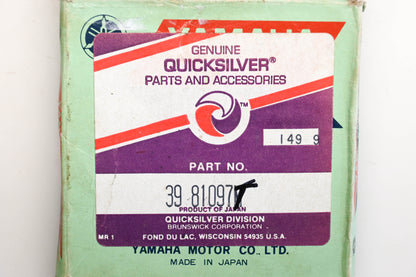 YAMAHA
GENUINE
QUICKSILVER®
PARTS AND ACCESSORIES
TM
149 9
PART NO.
39 81097T
PRODUCT OF JAPAN
QUICKSILVER DIVISION
BRUNSWICK CORPORATION
MR 1 FOND DU LAC, WISCONSIN 54935 U.S.A.
YAMAHA MOTOR CO., LTD.
MADE IN JAPAN